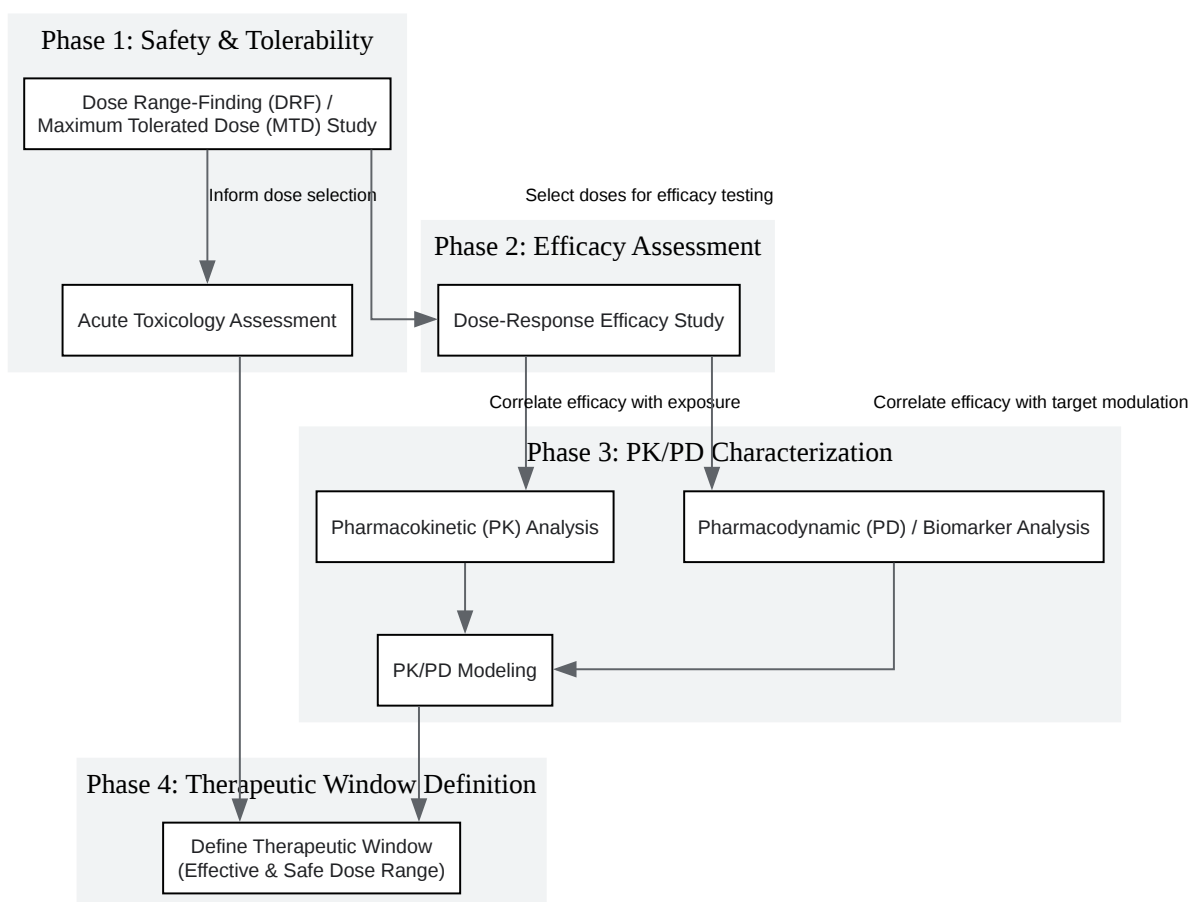 Phase 1: Safety & Tolerability
Dose Range-Finding (DRF) /
Maximum Tolerated Dose (MTD) Study
Inform dose selection
Select doses for efficacy testing
Phase 2: Efficacy Assessment
Acute Toxicology Assessment
Dose-Response Efficacy Study
Correlate efficacy with exposure
Correlate efficacy with target modulation
Phase 3: PK/PD Characterization
Pharmacokinetic (PK) Analysis
Pharmacodynamic (PD) / Biomarker Analysis
PK/PD Modeling
Phase 4: Therapeutic Window Definition
Define Therapeutic Window
(Effective & Safe Dose Range)